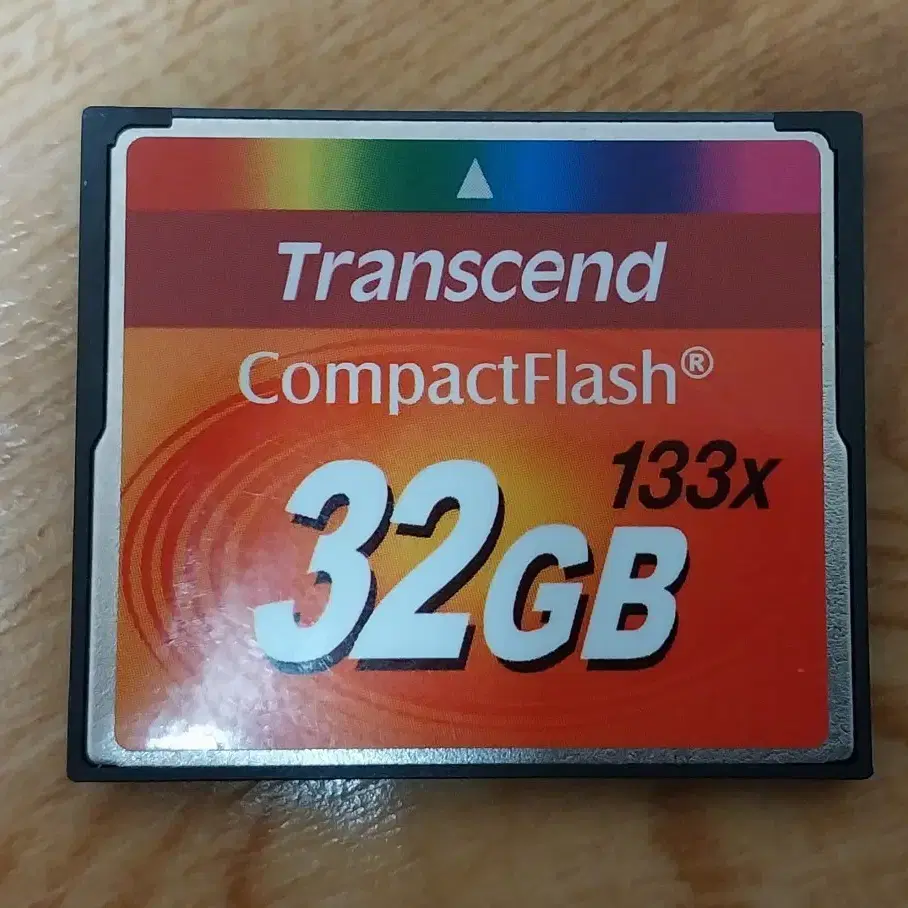 Transcend
CompactFlash®
133x
32GB